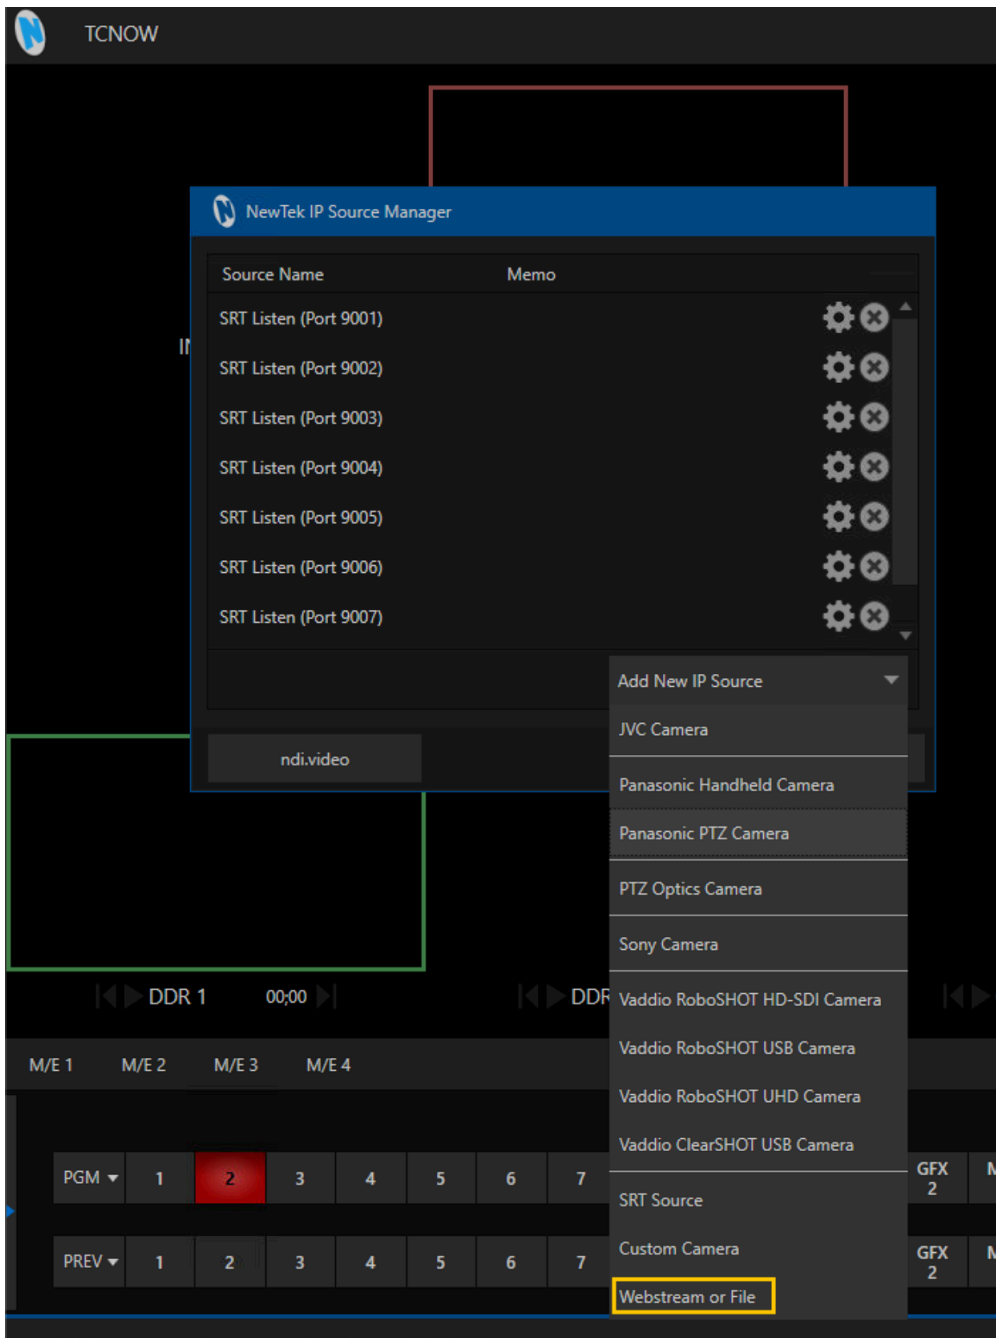 TCNOW
NewTek IP Source Manager
Source Name Memo
SRT Listen (Port 9001)
SRT Listen (Port 9002)
SRT Listen (Port 9003)
SRT Listen (Port 9004)
SRT Listen (Port 9005)
SRT Listen (Port 9006)
SRT Listen (Port 9007)
Add New IP Source
JVC Camera
ndi.video
Panasonic Handheld Camera
Panasonic PTZ Camera
PTZ Optics Camera
Sony Camera
DDR 1 00;00 DDR
Vaddio RoboSHOT HD-SDI Camera
Vaddio RoboSHOT USB Camera
M/E 1 M/E 2 M/E 3 M/E 4
Vaddio RoboSHOT UHD Camera
Vaddio ClearSHOT USB Camera
PGM 1 2 3 4 5 6 7 GFX 2
SRT Source
Custom Camera
PREV 1 2 3 4 5 6 7 GFX 2
Webstream or File